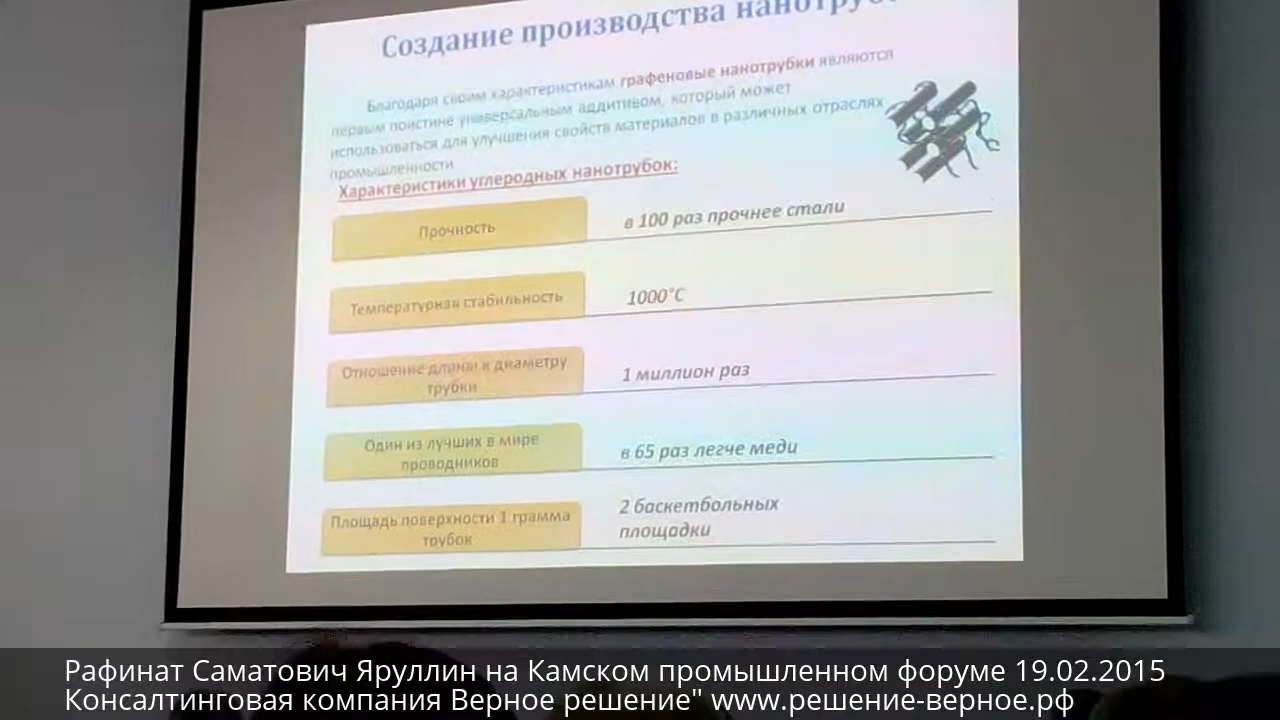 Создание производства нанотрубок
Благодаря своим характеристикам графеновые нанотрубки являются
первым поистине универсальным аддитивом, который может
использоваться для улучшения свойств материалов в различных отраслях
промышленности
Характеристики углеродных нанотрубок:
Прочность
в 100 раз прочнее стали
Температурная стабильность
1000°С
Отношение длины к диаметру
трубки
1 миллион раз
Один из лучших в мире
проводников
в 65 раз легче меди
Площадь поверхности 1 грамма
трубок
2 баскетбольных
площадки
Рафинат Саматович Яруллин на Камском промышленном форуме 19.02.2015
Консалтинговая компания Верное решение" www.решение-верное.рф